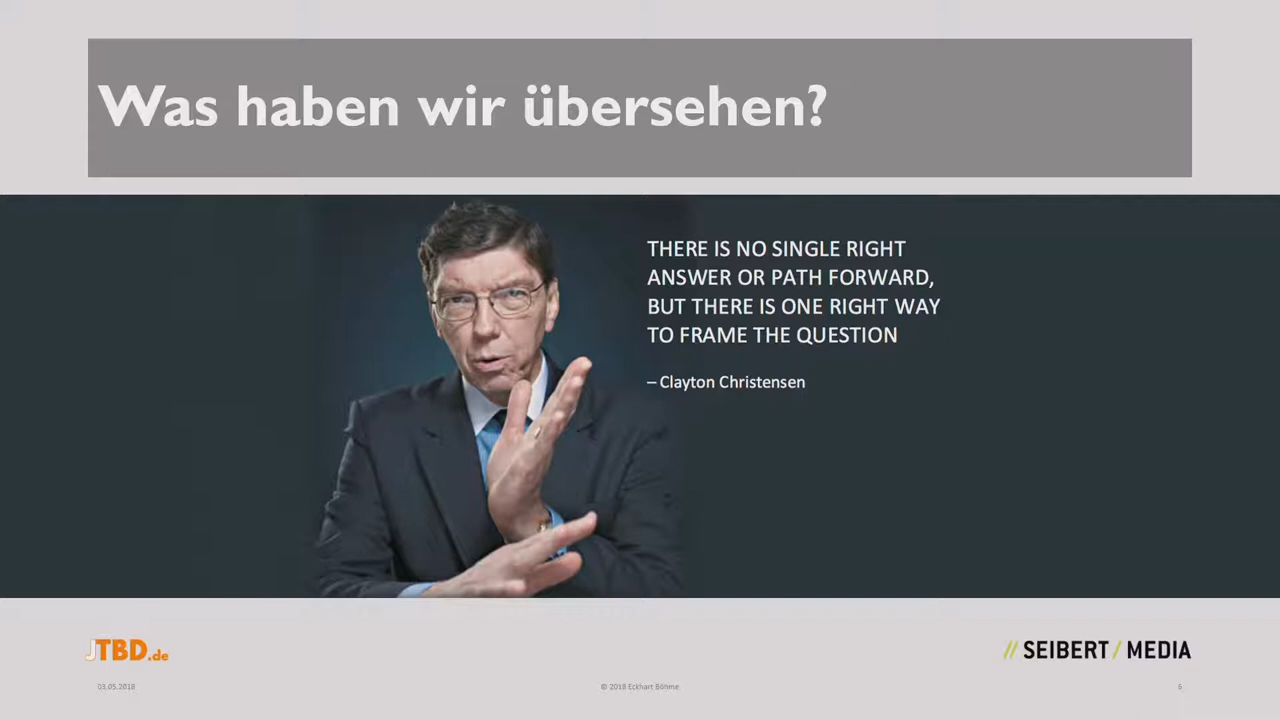 Was haben wir übersehen?
THERE IS NO SINGLE RIGHT
ANSWER OR PATH FORWARD,
BUT THERE IS ONE RIGHT WAY
TO FRAME THE QUESTION
– Clayton Christensen
JTBD.de
// SEIBERT / MEDIA
03.05.2018
© 2018 Eckhart Böhme
6